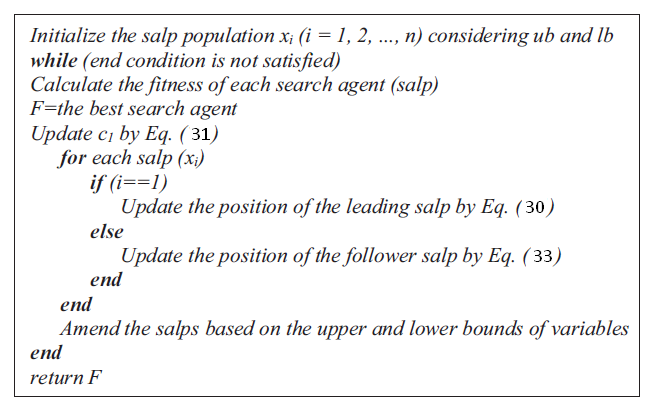 Initialize the salp population xi (i = 1, 2, ..., n) considering ub and lb
while (end condition is not satisfied)
Calculate the fitness of each search agent (salp)
F=the best search agent
Update c1 by Eq. (31)
for each salp (xi)
if (i==1)
Update the position of the leading salp by Eq. (30)
else
Update the position of the follower salp by Eq. (33)
end
end
Amend the salps based on the upper and lower bounds of variables
end
return F